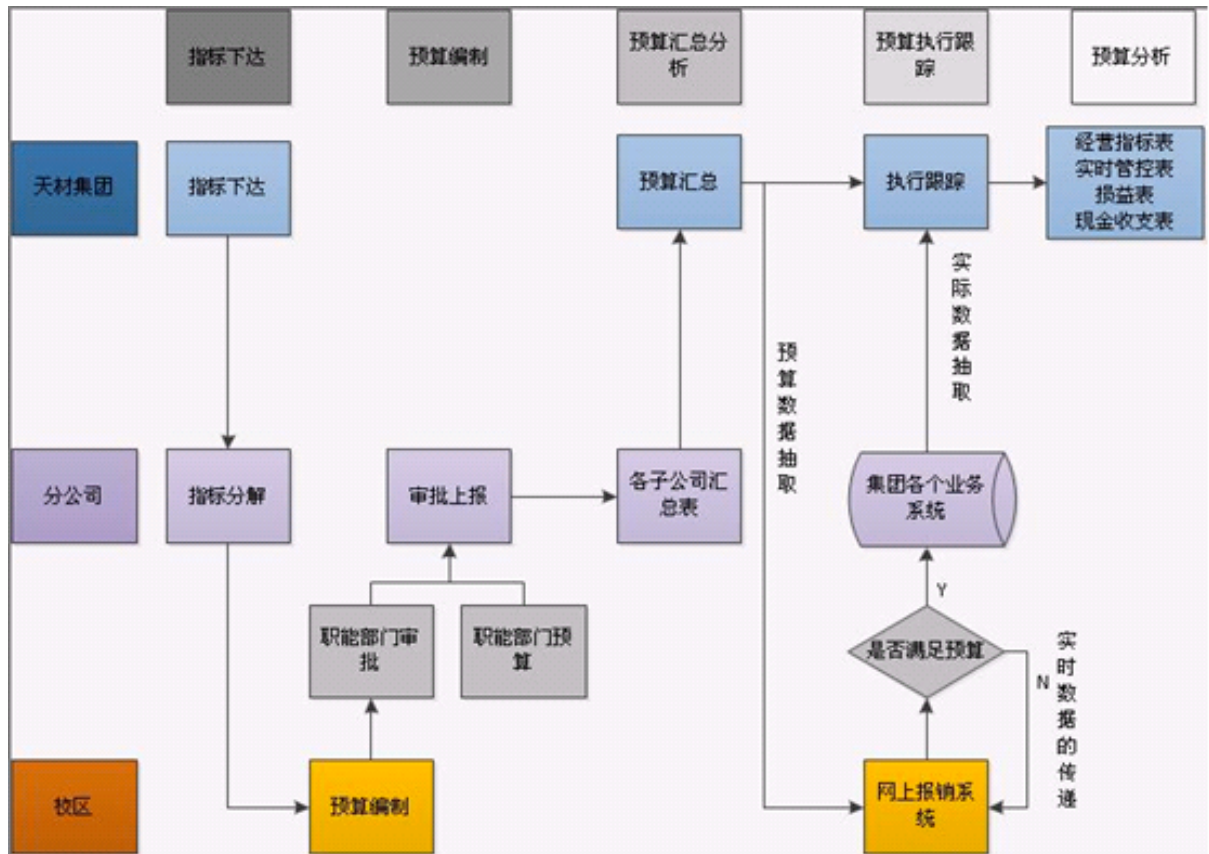 指标下达
预算编制
预算汇总分
析
预算执行跟
踪
预算分析
天材集团
指标下达
预算汇总
执行跟踪
经营指标表
实时管控表
损益表
现金收支表
实际数据抽取
预算数据抽取
分公司
指标分解
审批上报
各子公司汇
总表
集团各个业务
系统
Y
职能部门审
批
职能部门预
算
是否满足预算
N
实时数据的传递
校区
预算编制
网上报销系
统